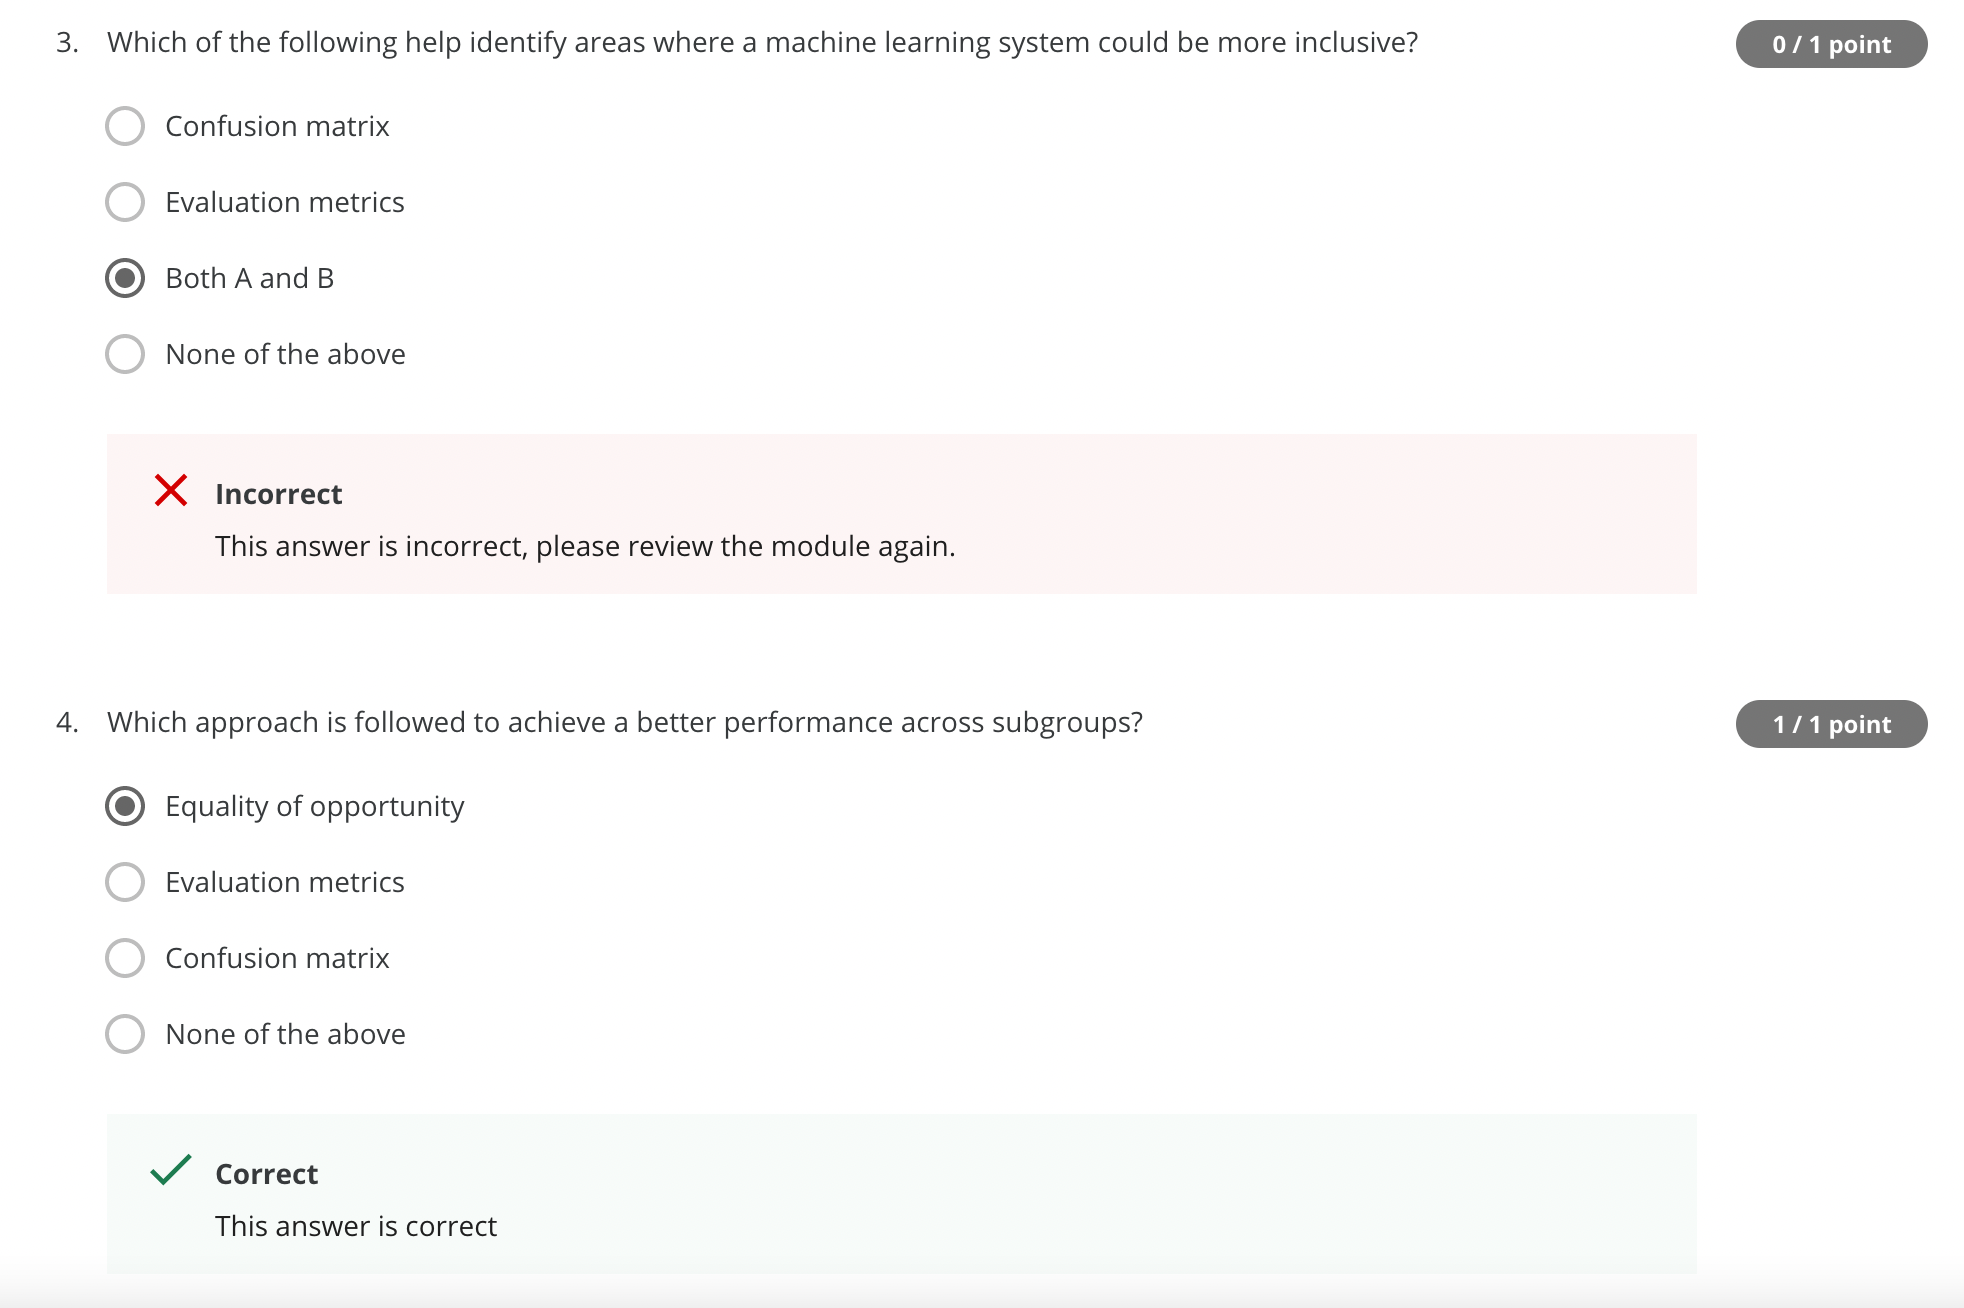 3. Which of the following help identify areas where a machine learning system could be more inclusive?
0 / 1 point
Confusion matrix
Evaluation metrics
Both A and B
None of the above
Incorrect
This answer is incorrect, please review the module again.
4. Which approach is followed to achieve a better performance across subgroups?
1 / 1 point
Equality of opportunity
Evaluation metrics
Confusion matrix
None of the above
Correct
This answer is correct